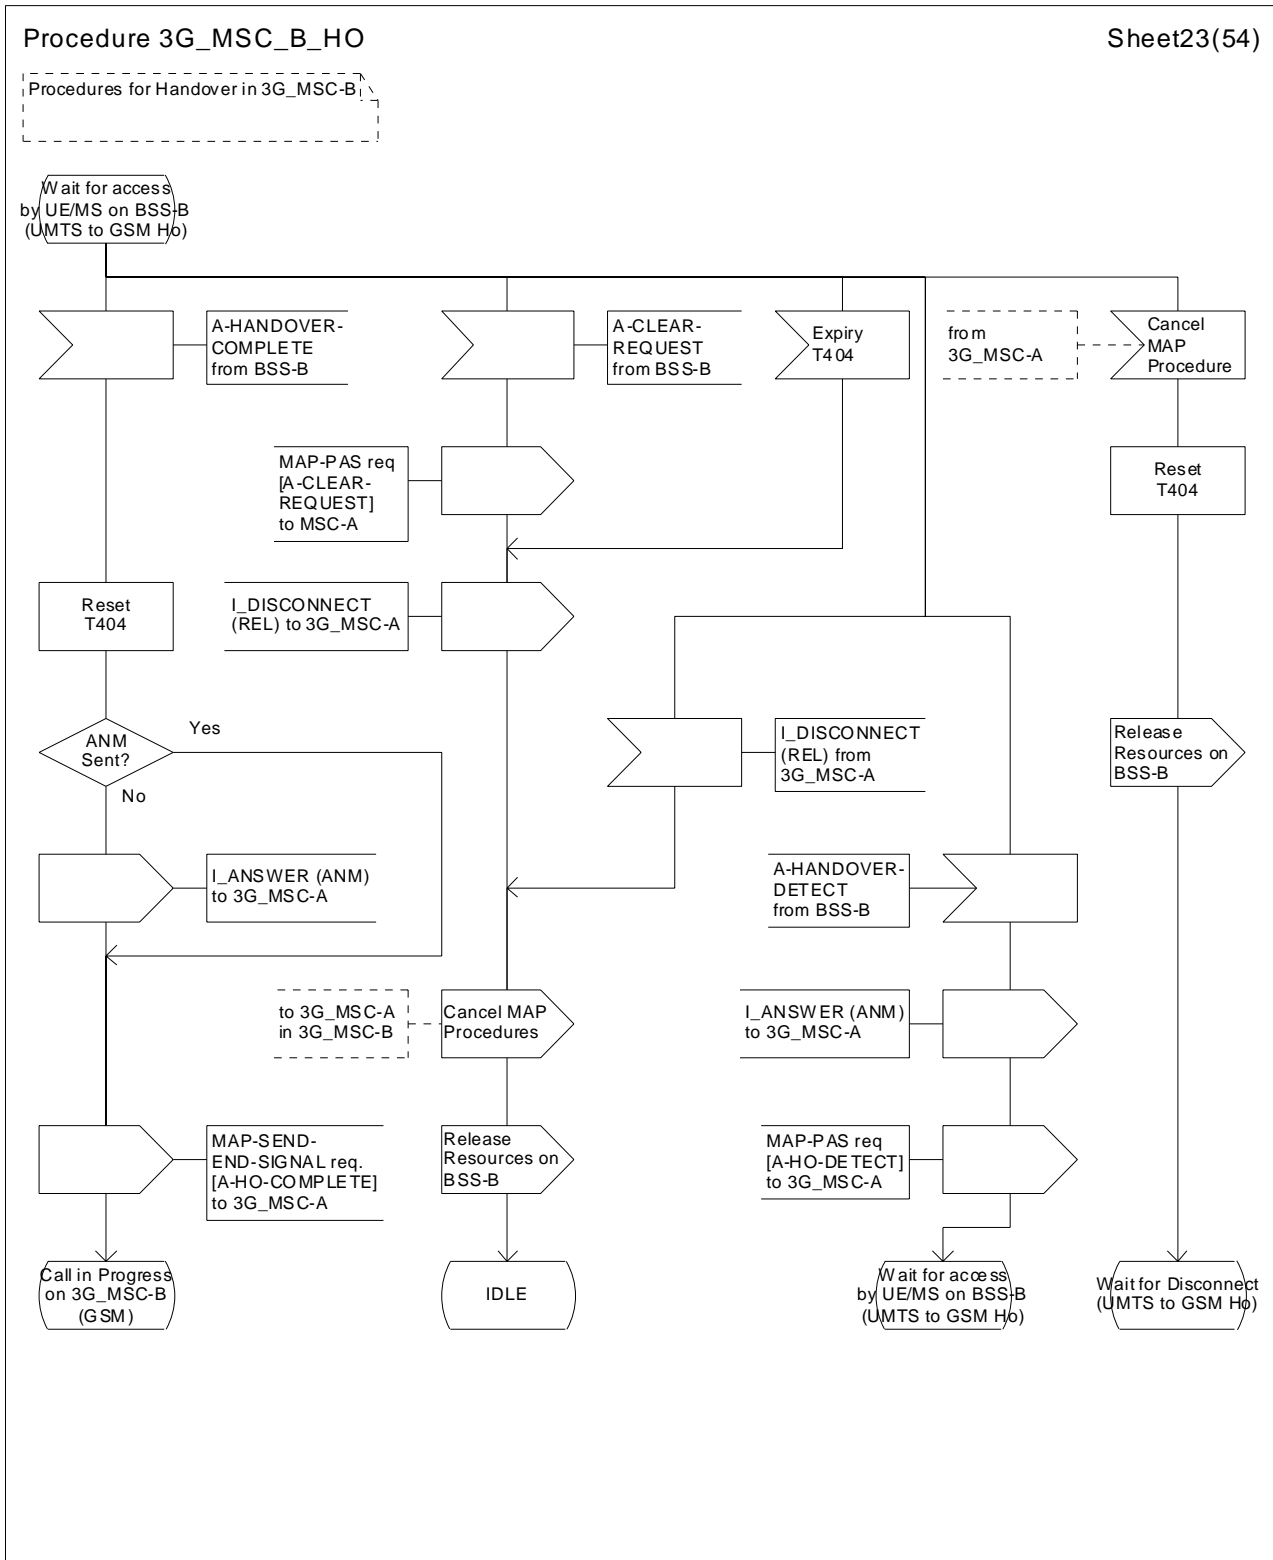 Procedure 3G_MSC_B_HO
Sheet23(54)
Procedures for Handover in 3G_MSC-B
Wait for access
by UE/MS on BSS-B
(UMTS to GSM Ho)
A-HANDOVER-
COMPLETE
from BSS-B
A-CLEAR-
REQUEST
from BSS-B
Expiry
T404
from
3G_MSC-A
Cancel
MAP
Procedure
MAP-PAS req
[A-CLEAR-
REQUEST]
to MSC-A
Reset
T404
Reset
T404
I_DISCONNECT
(REL) to 3G_MSC-A
ANM
Sent?
Yes
No
I_DISCONNECT
(REL) from
3G_MSC-A
Release
Resources on
BSS-B
I_ANSWER (ANM)
to 3G_MSC-A
A-HANDOVER-
DETECT
from BSS-B
to 3G_MSC-A
in 3G_MSC-B
Cancel MAP
Procedures
I_ANSWER (ANM)
to 3G_MSC-A
MAP-SEND-
END-SIGNAL req.
[A-HO-COMPLETE]
to 3G_MSC-A
Release
Resources on
BSS-B
MAP-PAS req
[A-HO-DETECT]
to 3G_MSC-A
Call in Progress
on 3G_MSC-B
(GSM)
IDLE
Wait for access
by UE/MS on BSS-B
(UMTS to GSM Ho)
Wait for Disconnect
(UMTS to GSM Ho)